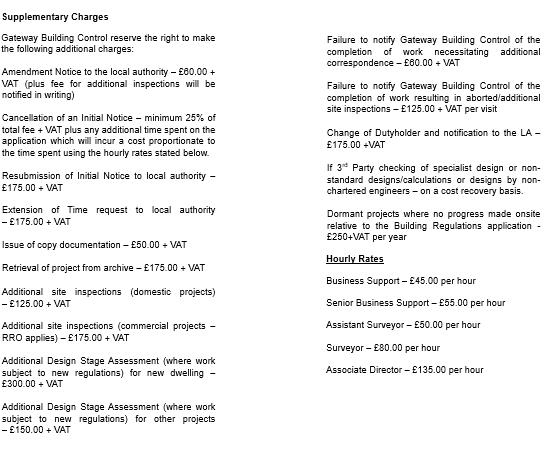 Supplementary Charges
Gateway Building Control reserve the right to make
the following additional charges:
Amendment Notice to the local authority – £60.00 +
VAT (plus fee for additional inspections will be
notified in writing)
Cancellation of an Initial Notice – minimum 25% of
total fee + VAT plus any additional time spent on the
application which will incur a cost proportionate to
the time spent using the hourly rates stated below.
Resubmission of Initial Notice to local authority –
£175.00 + VAT
Extension of Time request to local authority
– £175.00 + VAT
Issue of copy documentation – £50.00 + VAT
Retrieval of project from archive – £175.00 + VAT
Additional site inspections (domestic projects)
– £125.00 + VAT
Additional site inspections (commercial projects –
RRO applies) – £175.00 + VAT
Additional Design Stage Assessment (where work
subject to new regulations) for new dwelling –
£300.00 + VAT
Additional Design Stage Assessment (where work
subject to new regulations) for other projects
– £150.00 + VAT
Failure to notify Gateway Building Control of the
completion of work necessitating additional
correspondence – £60.00 + VAT
Failure to notify Gateway Building Control of the
completion of work resulting in aborted/additional
site inspections – £125.00 + VAT per visit
Change of Dutyholder and notification to the LA –
£175.00 +VAT
If 3rd Party checking of specialist design or non-
standard designs/calculations or designs by non-
chartered engineers – on a cost recovery basis.
Dormant projects where no progress made onsite
relative to the Building Regulations application -
£250+VAT per year
Hourly Rates
Business Support – £45.00 per hour
Senior Business Support – £55.00 per hour
Assistant Surveyor – £50.00 per hour
Surveyor – £80.00 per hour
Associate Director – £135.00 per hour